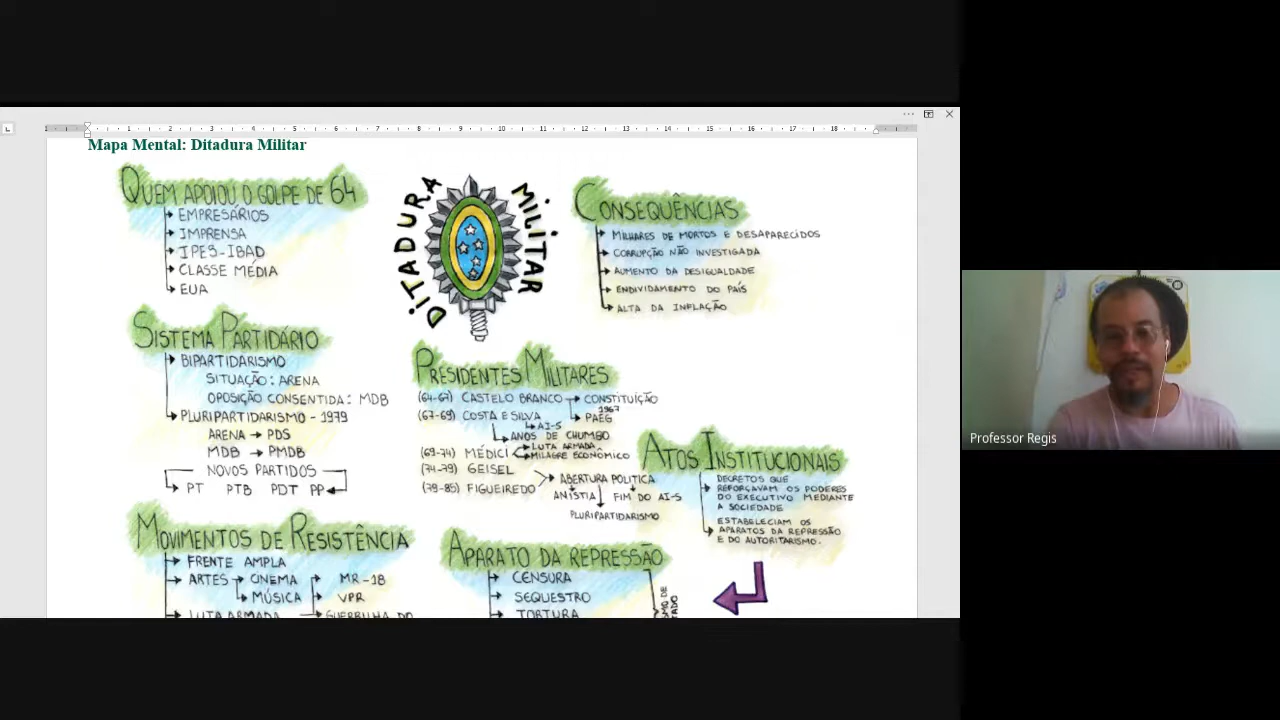 Mapa Mental: Ditadura Militar
QUEM APOIOU O GOLPE DE 64
EMPRESÁRIOS
IMPRENSA
IPES-IBAD
CLASSE MÉDIA
EUA
DITADURA MILITAR
CONSEQUÊNCIAS
MILHARES DE MORTOS E DESAPARECIDOS
CORRUPÇÃO NÃO INVESTIGADA
AUMENTO DA DESIGUALDADE
ENDIVIDAMENTO DO PAÍS
ALTA DA INFLAÇÃO
SISTEMA PARTIDÁRIO
BIPARTIDARISMO
SITUAÇÃO: ARENA
OPOSIÇÃO CONSENTIDA: MDB
PLURIPARTIDARISMO - 1979
ARENA → PDS
MDB → PMDB
NOVOS PARTIDOS
PT PTB PDT PP
PRESIDENTES MILITARES
(64-67) CASTELO BRANCO → CONSTITUIÇÃO
1967
(67-69) COSTA E SILVA → PAEG
AI-5
ANOS DE CHUMBO
LUTA ARMADA
(69-74) MÉDICI → MILAGRE ECONÔMICO
(74-79) GEISEL
ABERTURA POLÍTICA
(79-85) FIGUEIREDO
ANISTIA FIM DO AI-5
PLURIPARTIDARISMO
ATOS INSTITUCIONAIS
DECRETOS QUE
REFORÇAVAM OS PODERES
DO EXECUTIVO MEDIANTE
A SOCIEDADE
ESTABELECIAM OS
APARATOS DA REPRESSÃO
E DO AUTORITARISMO.
MOVIMENTOS DE RESISTÊNCIA
FRENTE AMPLA
ARTES → CINEMA MR-18
MÚSICA VPR
LUTA ARMADA → GUERRILHA DO
APARATO DA REPRESSÃO
CENSURA
SEQUESTRO
TORTURA
Professor Regis